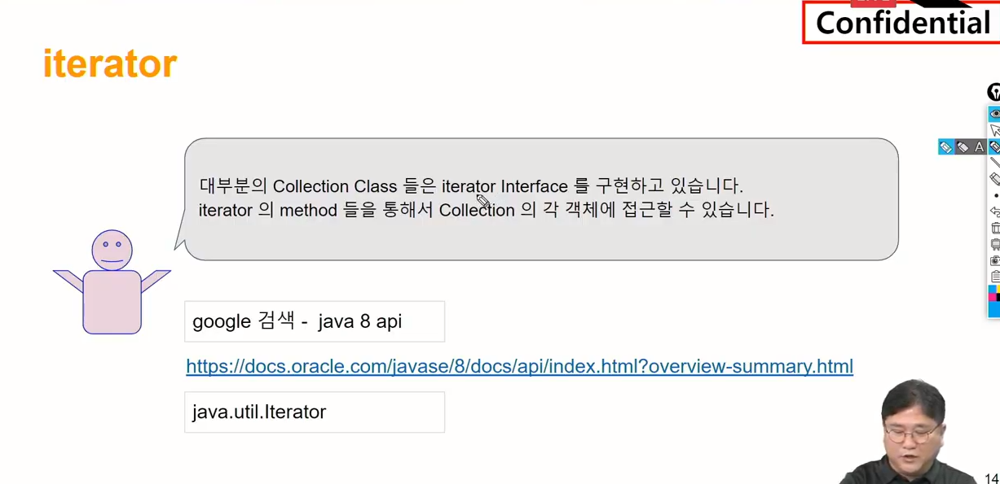 Confidential
iterator
대부분의 Collection Class 들은 iterator Interface 를 구현하고 있습니다.
iterator 의 method 들을 통해서 Collection 의 각 객체에 접근할 수 있습니다.
google 검색 - java 8 api
https://docs.oracle.com/javase/8/docs/api/index.html?overview-summary.html
java.util.Iterator
A
14